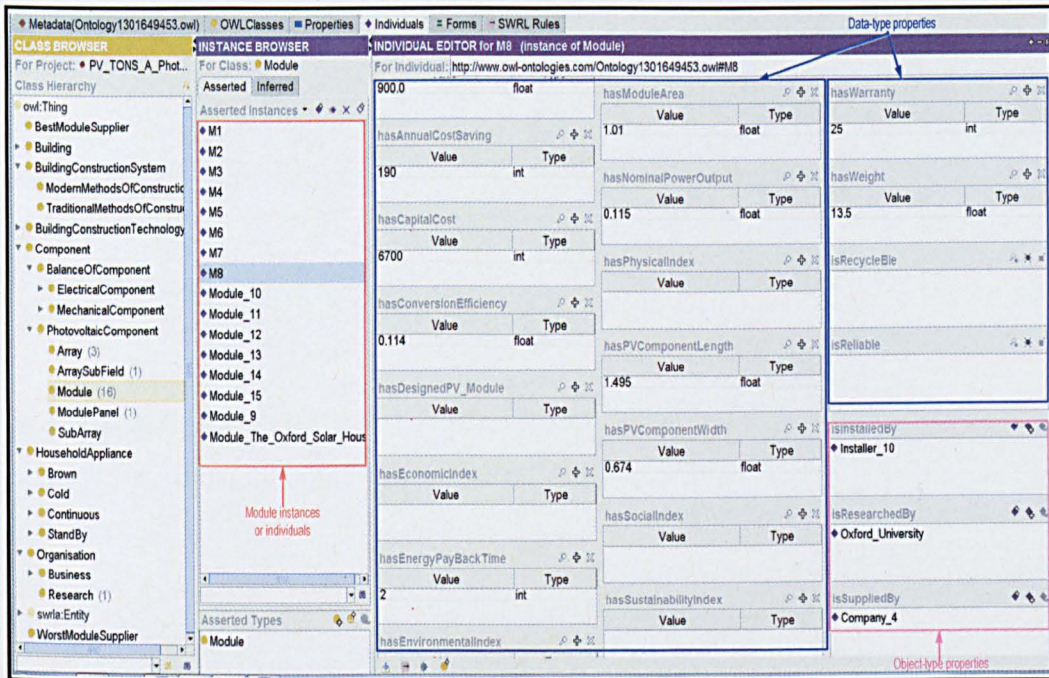 Metadata(Ontology1301649453.owl) OWLClasses Properties Individuals Forms SWRL Rules
Data-type properties
CLASS BROWSER
For Project: PV_TONS_A_Phot...
Class Hierarchy
owl:Thing
BestModuleSupplier
Building
BuildingConstructionSystem
ModernMethodsOfConstructic
TraditionalMethodsOfConstru
BuildingConstructionTechnology
Component
BalanceOfComponent
ElectricalComponent
MechanicalComponent
PhotovoltaicComponent
Array (3)
ArraySubField (1)
Module (16)
ModulePanel (1)
SubArray
HouseholdAppliance
Brown
Cold
Continuous
StandBy
Organisation
Business
Research (1)
swrla:Entity
WorstModuleSupplier
INSTANCE BROWSER
For Class: Module
Asserted Inferred
Asserted Instances
M1
M2
M3
M4
M5
M6
M7
M8
Module_10
Module_11
Module_12
Module_13
Module_14
Module_15
Module_9
Module_The_Oxford_Solar_Hous
Module instances
or individuals
Asserted Types
Module
INDIVIDUAL EDITOR for M8 (instance of Module)
For Individual: http://www.owl-ontologies.com/Ontology1301649453.owl#M8
900.0 float
hasAnnualCostSaving
Value Type
190 int
hasCapitalCost
Value Type
6700 int
hasConversionEfficiency
Value Type
0.114 float
hasDesignedPV_Module
Value Type
hasEconomicIndex
Value Type
hasEnergyPayBackTime
Value Type
2 int
hasEnvironmentalIndex
hasModuleArea
Value Type
1.01 float
hasNominalPowerOutput
Value Type
0.115 float
hasPhysicalIndex
Value Type
hasPVComponentLength
Value Type
1.495 float
hasPVComponentWidth
Value Type
0.674 float
hasSocialIndex
Value Type
hasSustainabilityIndex
Value Type
hasWarranty
Value Type
25 int
hasWeight
Value Type
13.5 float
isRecycleBle
isReliable
isInstalledBy
Installer_10
isResearchedBy
Oxford_University
isSuppliedBy
Company_4
Object-type properties